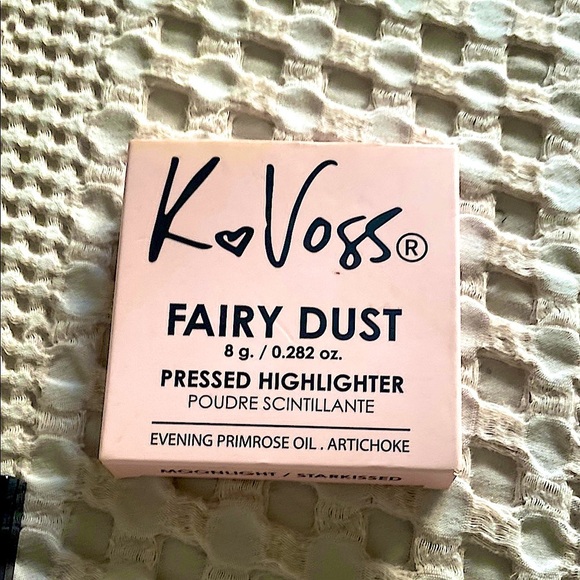 K Voss®
FAIRY DUST
8 g. / 0.282 oz.
PRESSED HIGHLIGHTER
POUDRE SCINTILLANTE
EVENING PRIMROSE OIL . ARTICHOKE
MOONLIGHT / STARKISSED